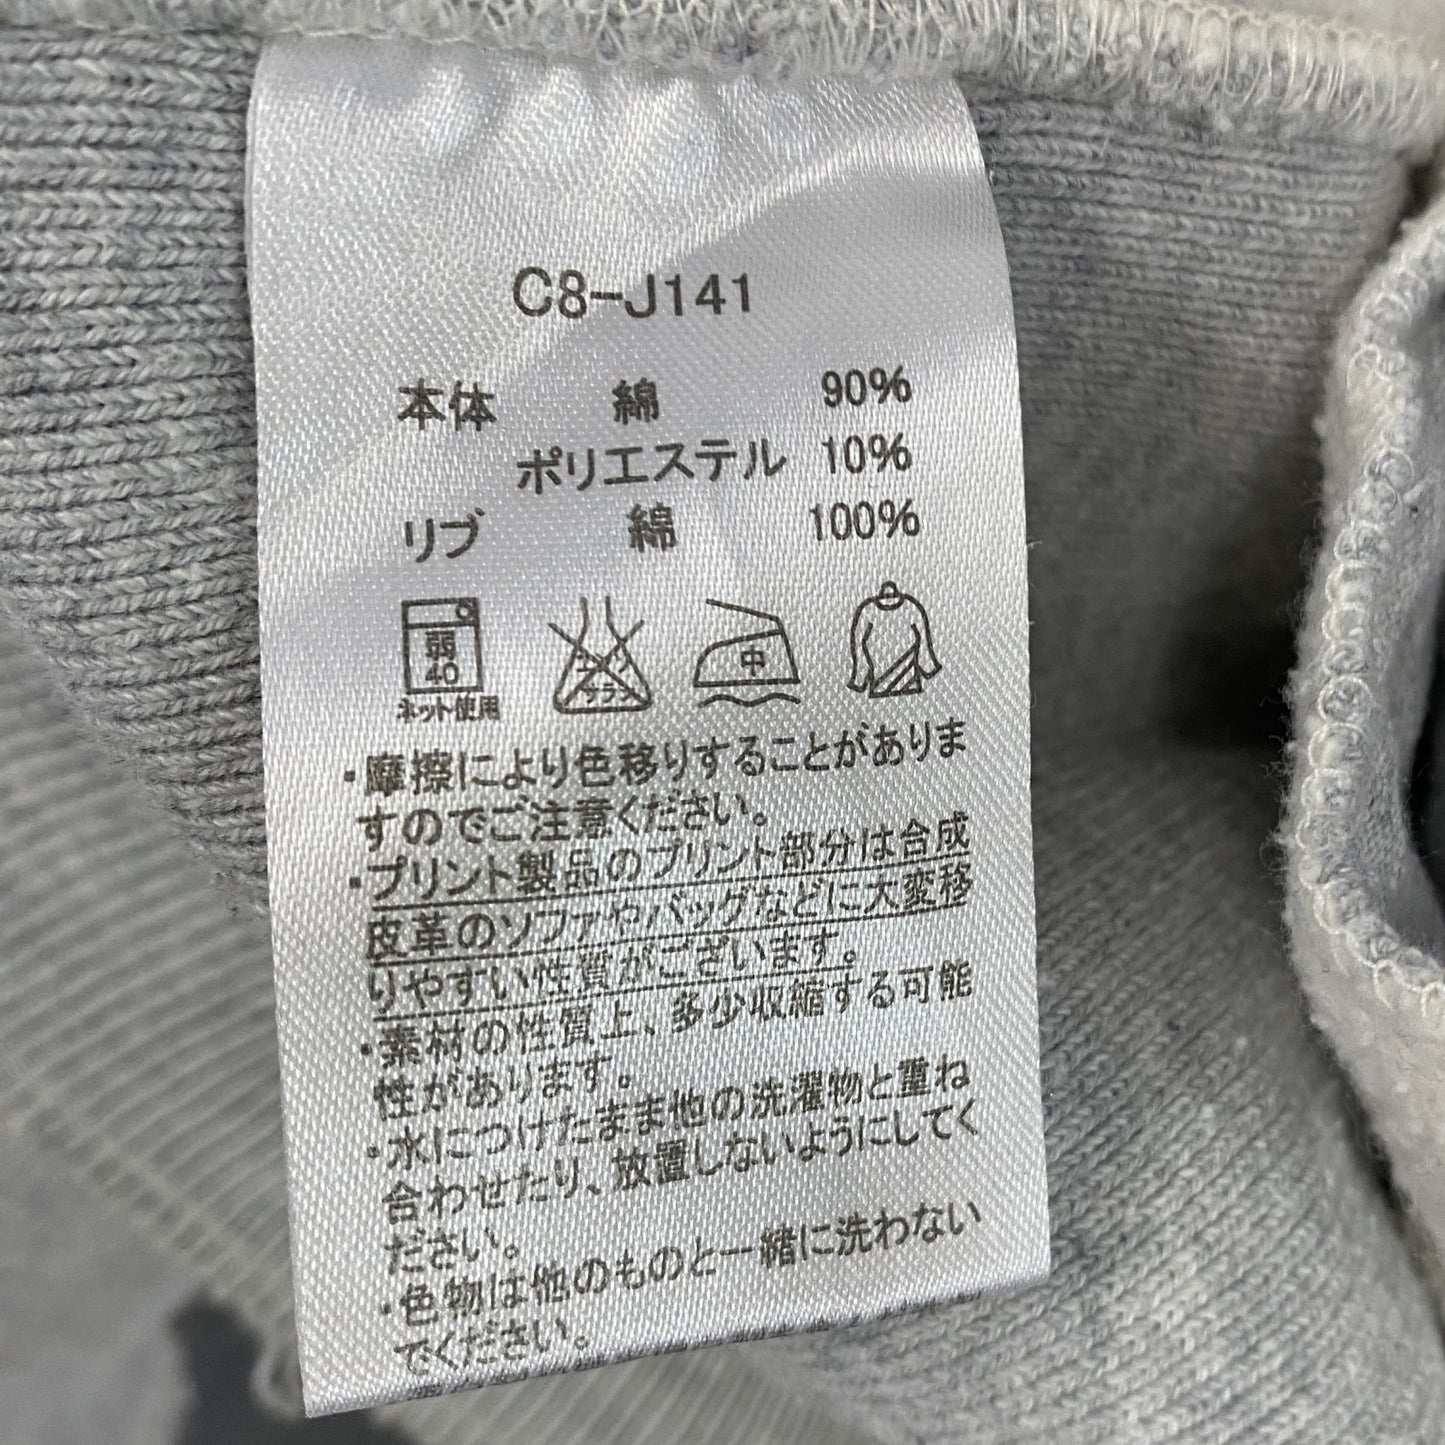 C8-J141
本体 綿 90%
ポリエステル 10%
リブ 綿 100%
弱 エンソ 中
40 サラシ
ネット使用
・摩擦により色移りすることがありま
すのでご注意ください。
・プリント製品のプリント部分は合成
皮革のソファやバッグなどに大変移
りやすい性質がございます。
・素材の性質上、多少収縮する可能
性があります。
・水につけたまま他の洗濯物と重ね
合わせたり、放置しないようにしてく
ださい。
・色物は他のものと一緒に洗わない
でください。